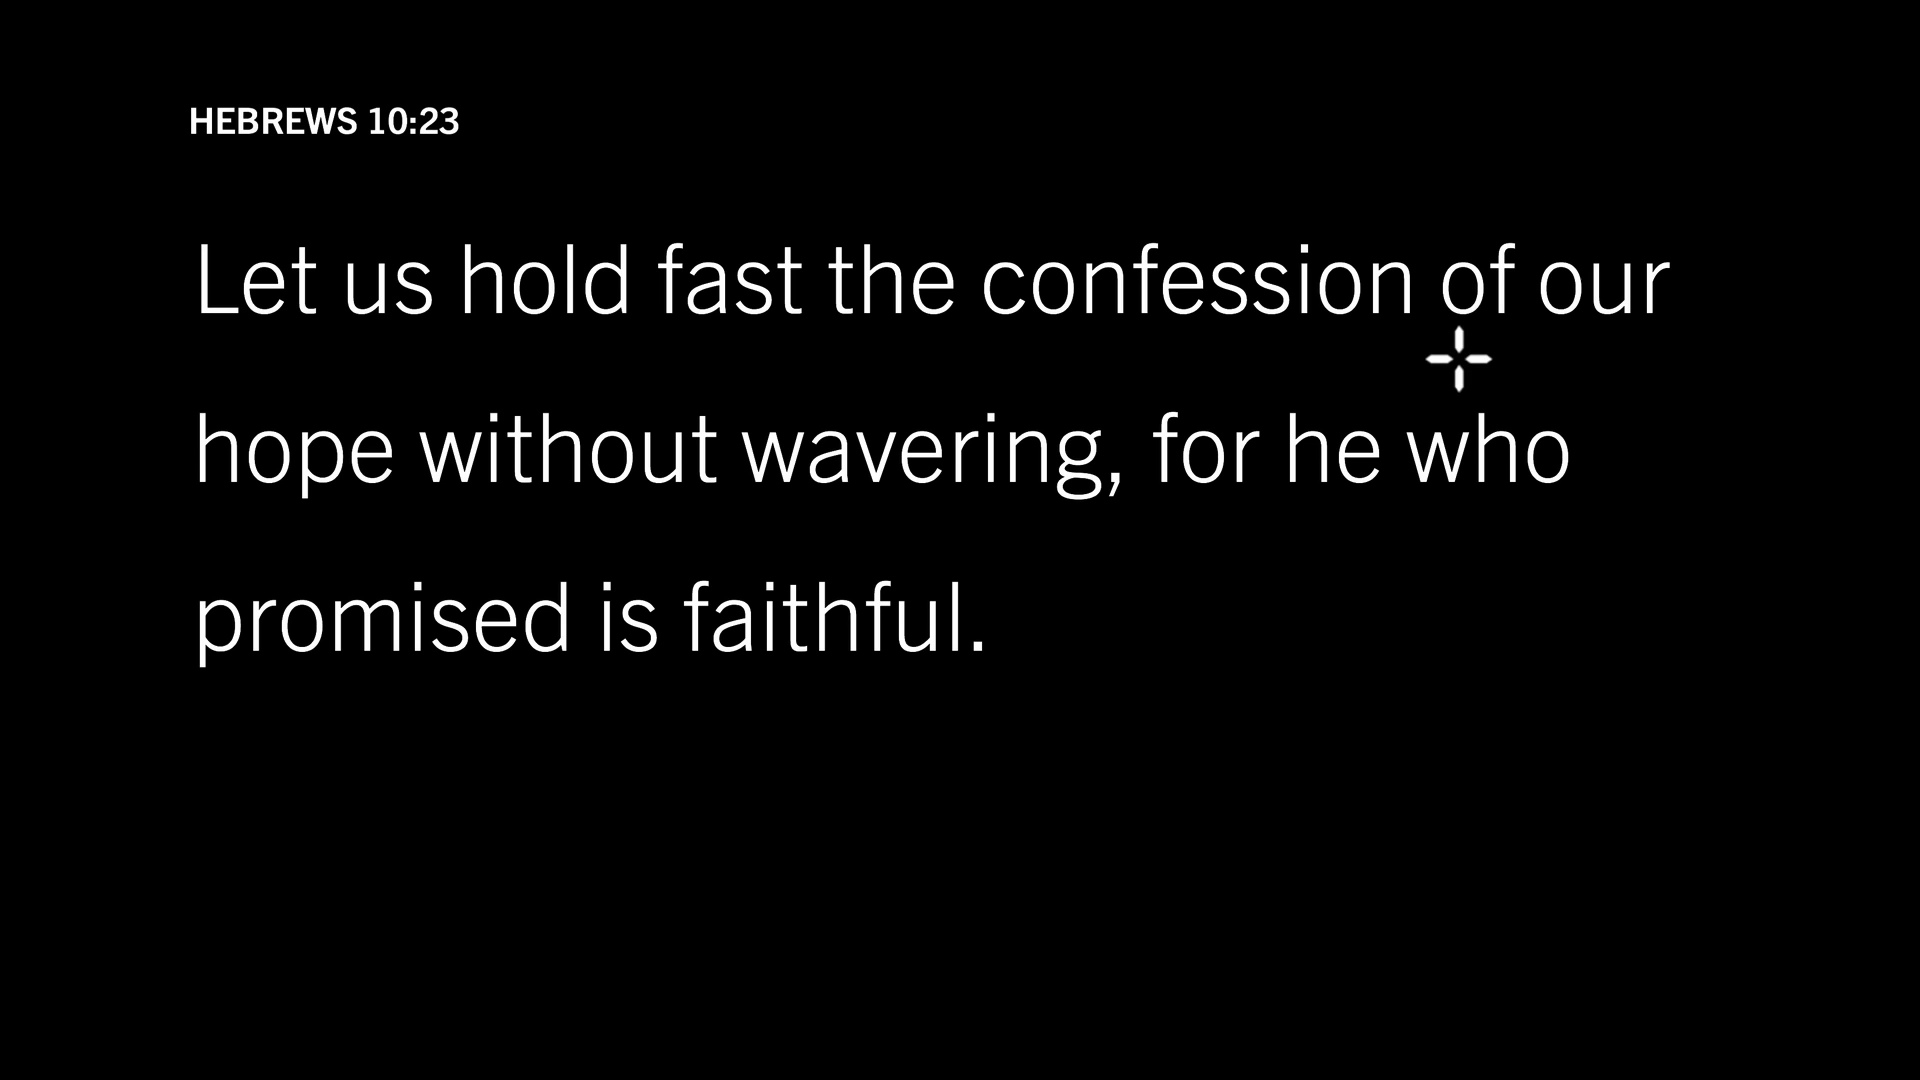 HEBREWS 10:23
Let us hold fast the confession of our
hope without wavering, for he who
promised is faithful.